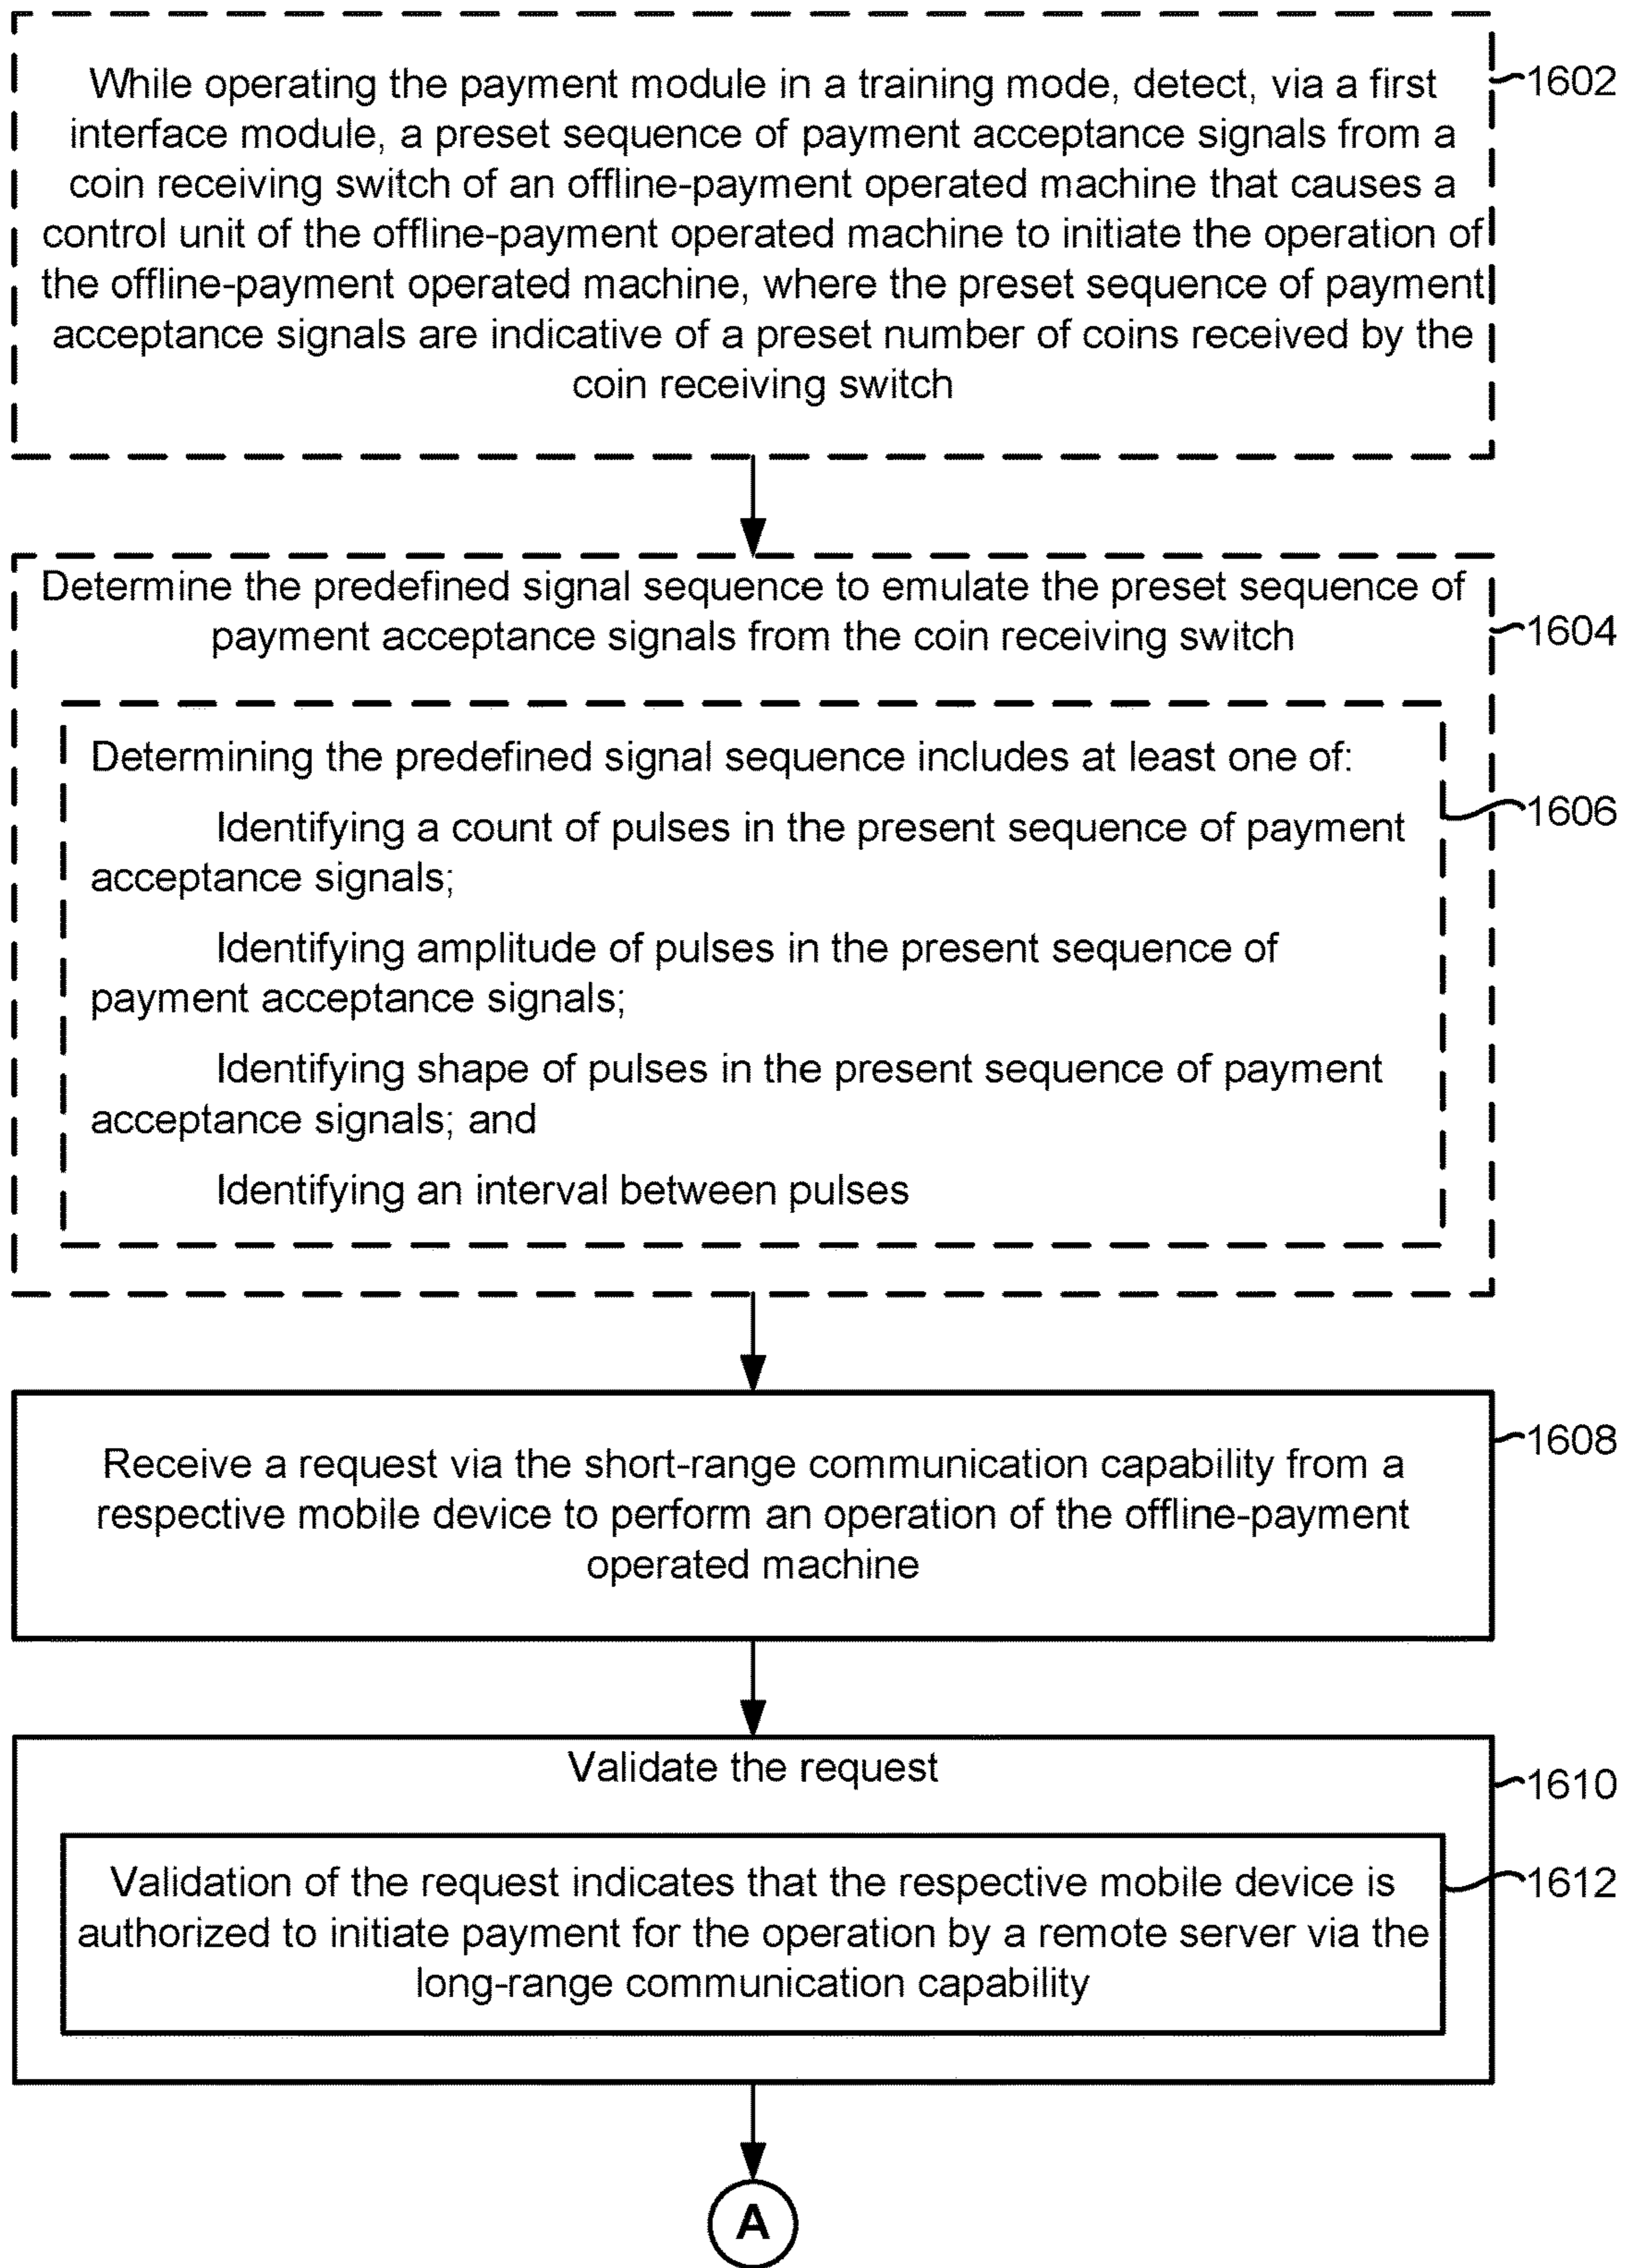 While operating the payment module in a training mode, detect, via a first
interface module, a preset sequence of payment acceptance signals from a
coin receiving switch of an offline-payment operated machine that causes a
control unit of the offline-payment operated machine to initiate the operation of
the offline-payment operated machine, where the preset sequence of payment
acceptance signals are indicative of a preset number of coins received by the
coin receiving switch
1602
Determine the predefined signal sequence to emulate the preset sequence of
payment acceptance signals from the coin receiving switch
1604
Determining the predefined signal sequence includes at least one of:
Identifying a count of pulses in the present sequence of payment
acceptance signals;
Identifying amplitude of pulses in the present sequence of
payment acceptance signals;
Identifying shape of pulses in the present sequence of payment
acceptance signals; and
Identifying an interval between pulses
1606
Receive a request via the short-range communication capability from a
respective mobile device to perform an operation of the offline-payment
operated machine
1608
Validate the request
1610
Validation of the request indicates that the respective mobile device is
authorized to initiate payment for the operation by a remote server via the
long-range communication capability
1612
A